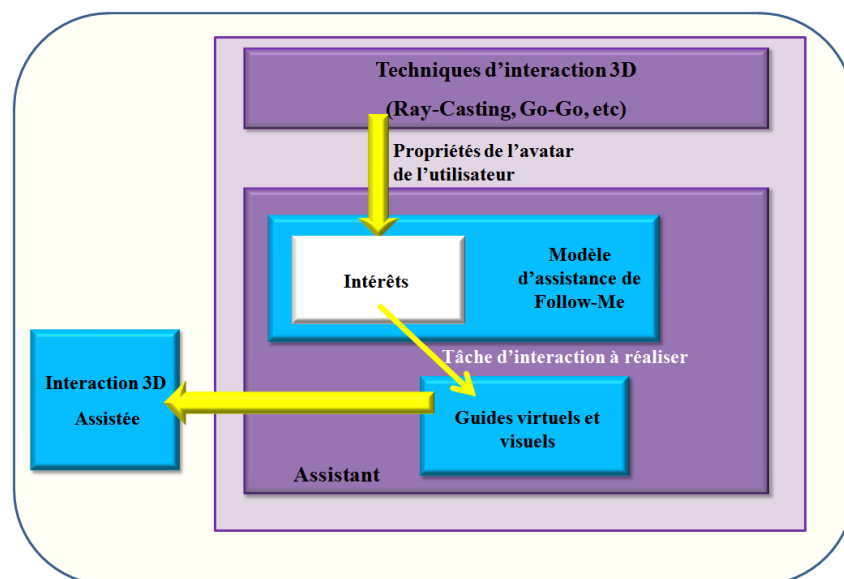 Techniques d’interaction 3D
(Ray-Casting, Go-Go, etc)
Propriétés de l’avatar
de l’utilisateur
Intérêts
Modèle
d’assistance de
Follow-Me
Tâche d’interaction à réaliser
Interaction 3D
Assistée
Guides virtuels et
visuels
Assistant